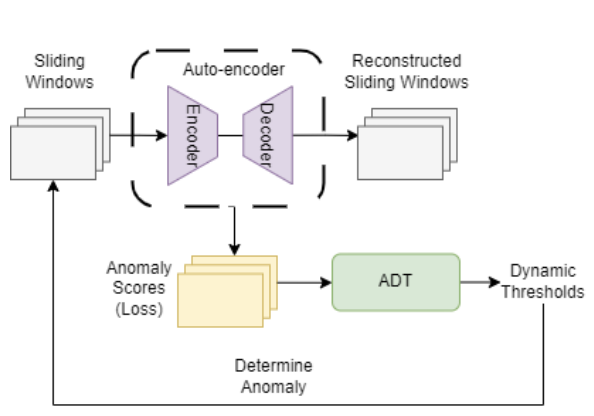 Sliding
Windows
Auto-encoder
Reconstructed
Sliding Windows
Encoder
Decoder
Anomaly
Scores
(Loss)
ADT
Dynamic
Thresholds
Determine
Anomaly